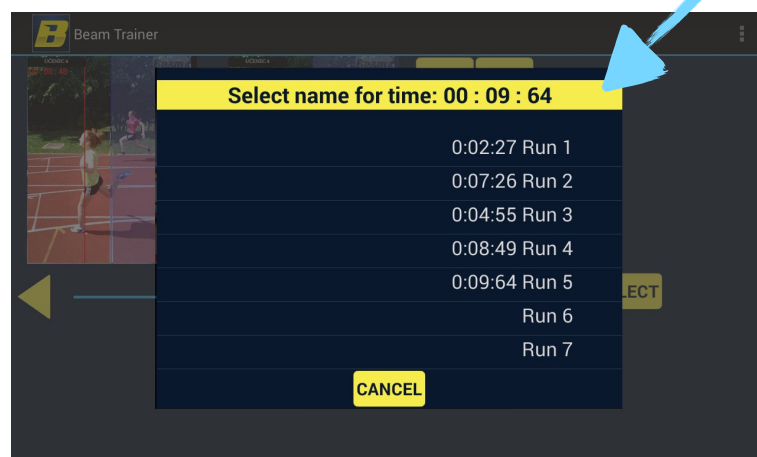 Beam Trainer
Select name for time: 00 : 09 : 64
0:02:27 Run 1
0:07:26 Run 2
0:04:55 Run 3
0:08:49 Run 4
0:09:64 Run 5
LECT
Run 6
Run 7
CANCEL